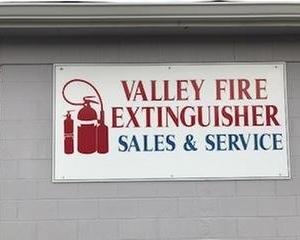 VALLEY FIRE
EXTINGUISHER
SALES & SERVICE